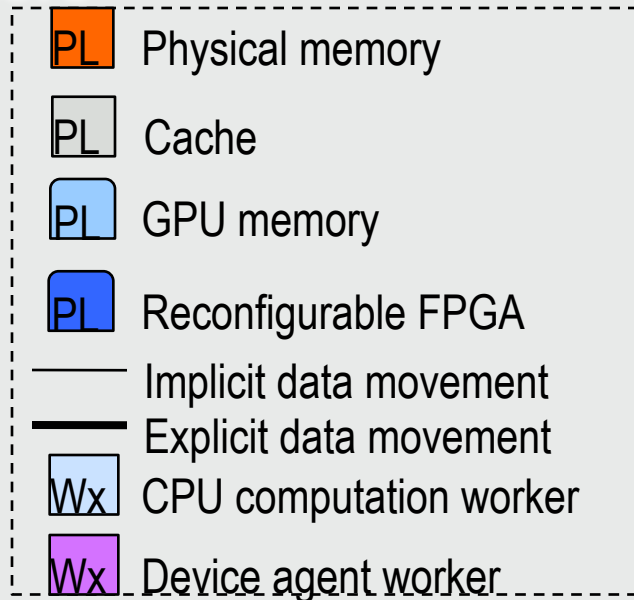 PL Physical memory
PL Cache
PL GPU memory
PL Reconfigurable FPGA
Implicit data movement
Explicit data movement
Wx CPU computation worker
Wx Device agent worker